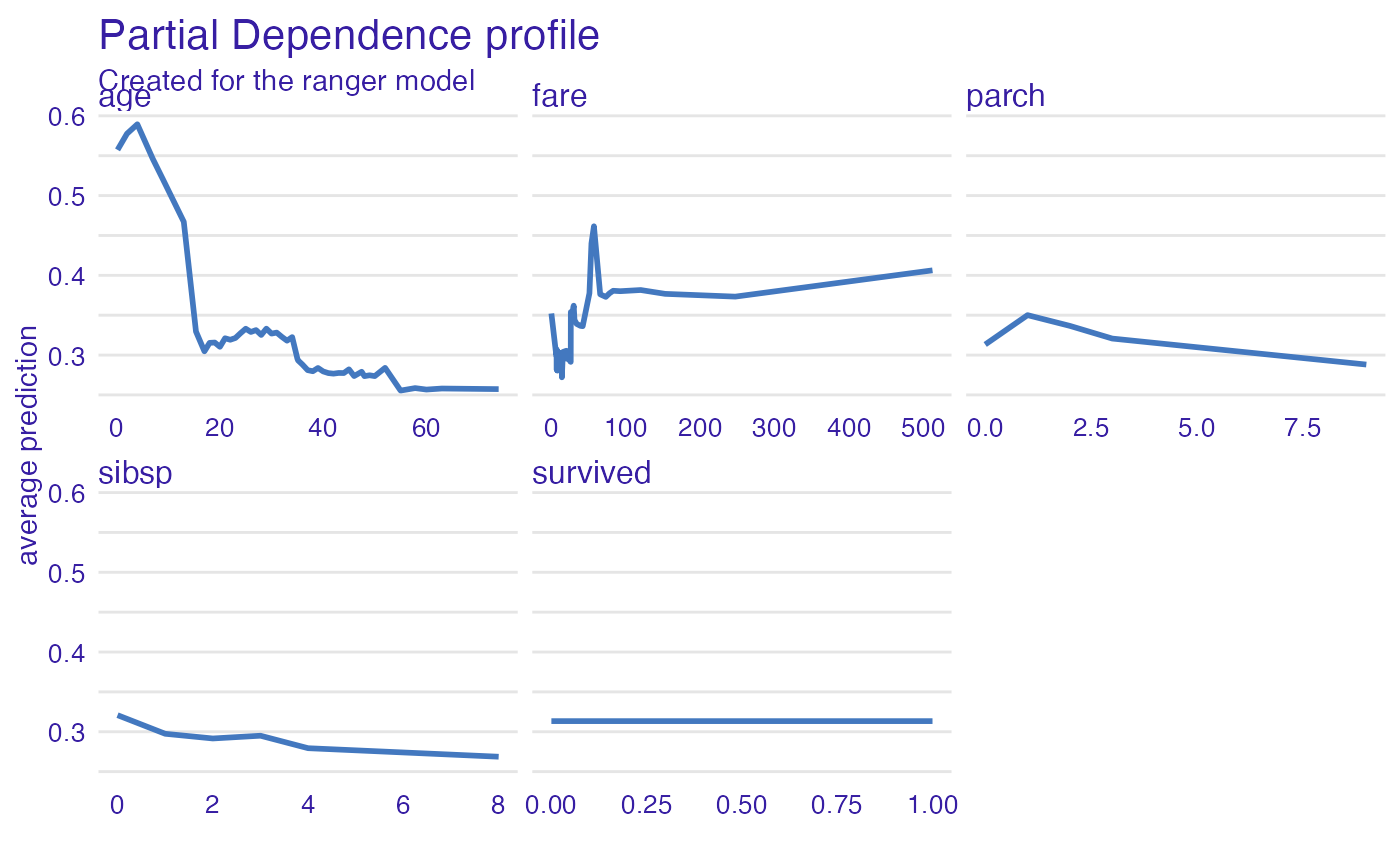 Partial Dependence profile
Created for the ranger model
age
fare
parch
average prediction
0.6
0.5
0.4
0.3
0 20 40 60
0 100 200 300 400 500
0.0 2.5 5.0 7.5
sibsp
survived
0.6
0.5
0.4
0.3
0 2 4 6 8
0.00 0.25 0.50 0.75 1.00